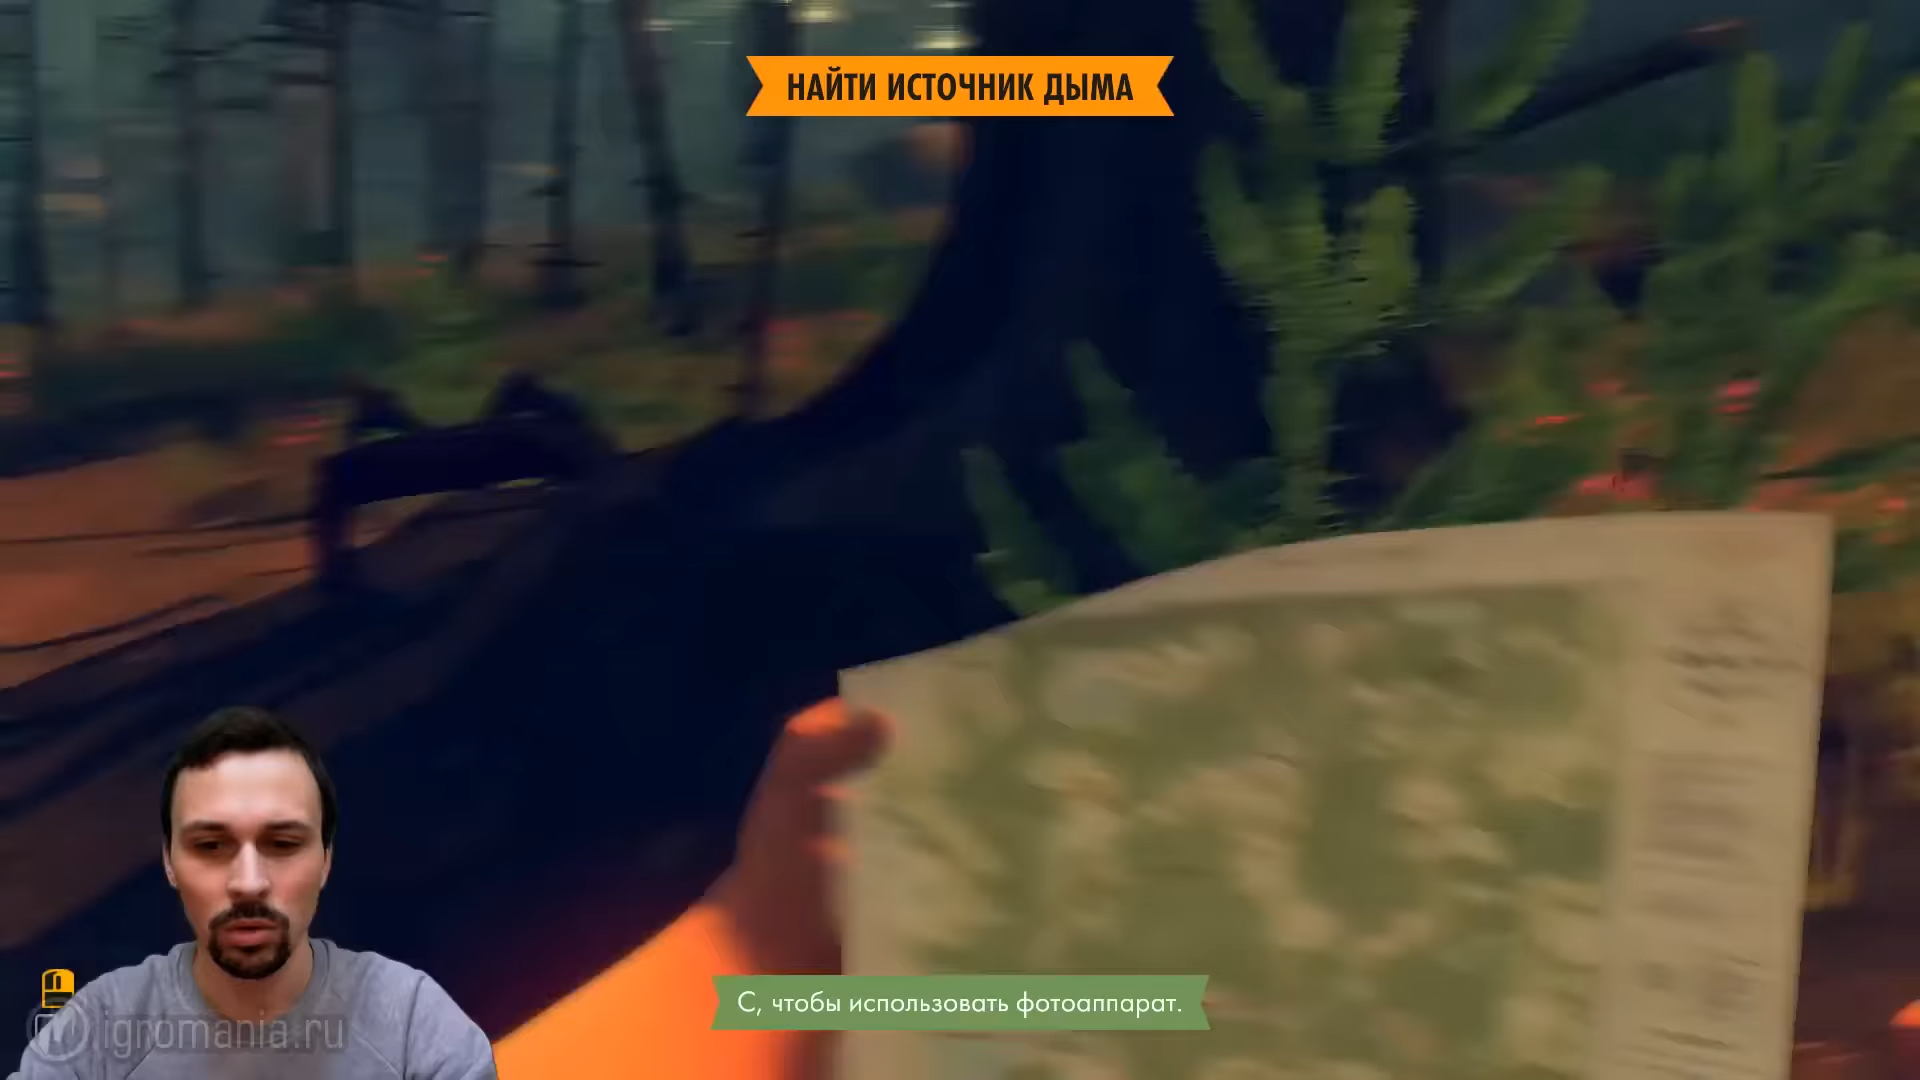 НАЙТИ ИСТОЧНИК ДЫМА
C, чтобы использовать фотоаппарат.
igromania.ru